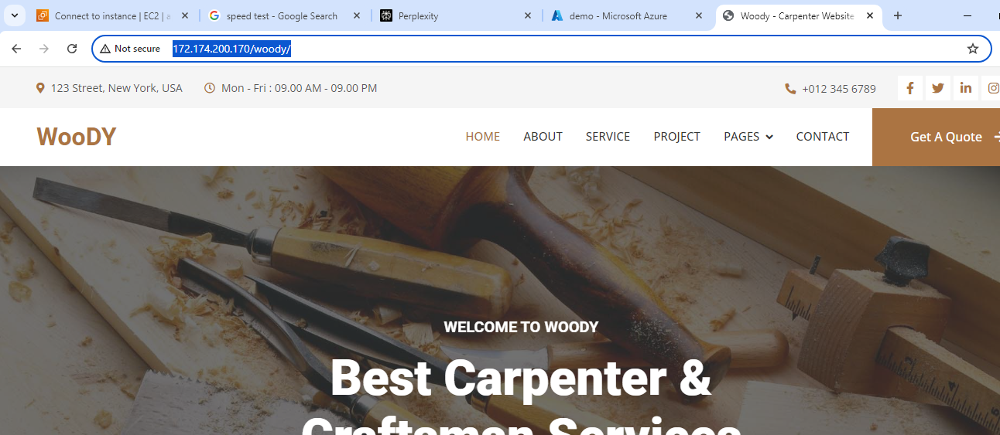 Connect to instance | EC2 | a
speed test - Google Search
Perplexity
demo - Microsoft Azure
Woody - Carpenter Website
Not secure
172.174.200.170/woody/
123 Street, New York, USA
Mon - Fri : 09.00 AM - 09.00 PM
+012 345 6789
WooDY
HOME
ABOUT
SERVICE
PROJECT
PAGES
CONTACT
Get A Quote
WELCOME TO WOODY
Best Carpenter &
Craftsman Services